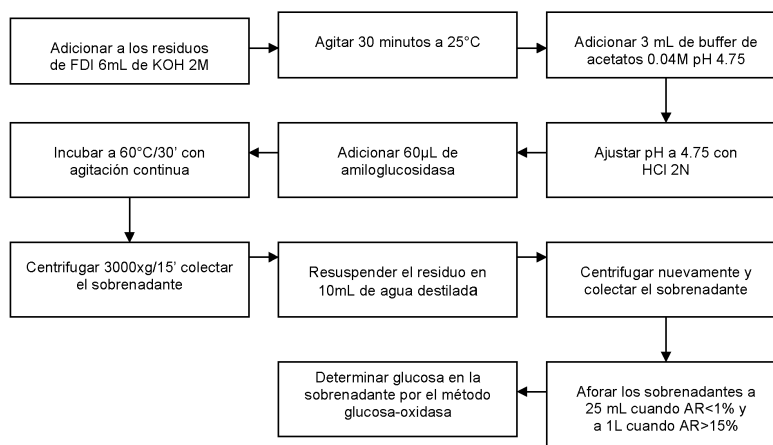 Adicionar a los residuos
de FDI 6mL de KOH 2M
Agitar 30 minutos a 25°C
Adicionar 3 mL de buffer de
acetatos 0.04M pH 4.75
Ajustar pH a 4.75 con
HCl 2N
Adicionar 60µL de
amiloglucosidasa
Incubar a 60°C/30' con
agitación continua
Centrifugar 3000xg/15' colectar
el sobrenadante
Resuspender el residuo en
10mL de agua destilada
Centrifugar nuevamente y
colectar el sobrenadante
Aforar los sobrenadantes a
25 mL cuando AR<1% y
a 1L cuando AR>15%
Determinar glucosa en la
sobrenadante por el método
glucosa-oxidasa